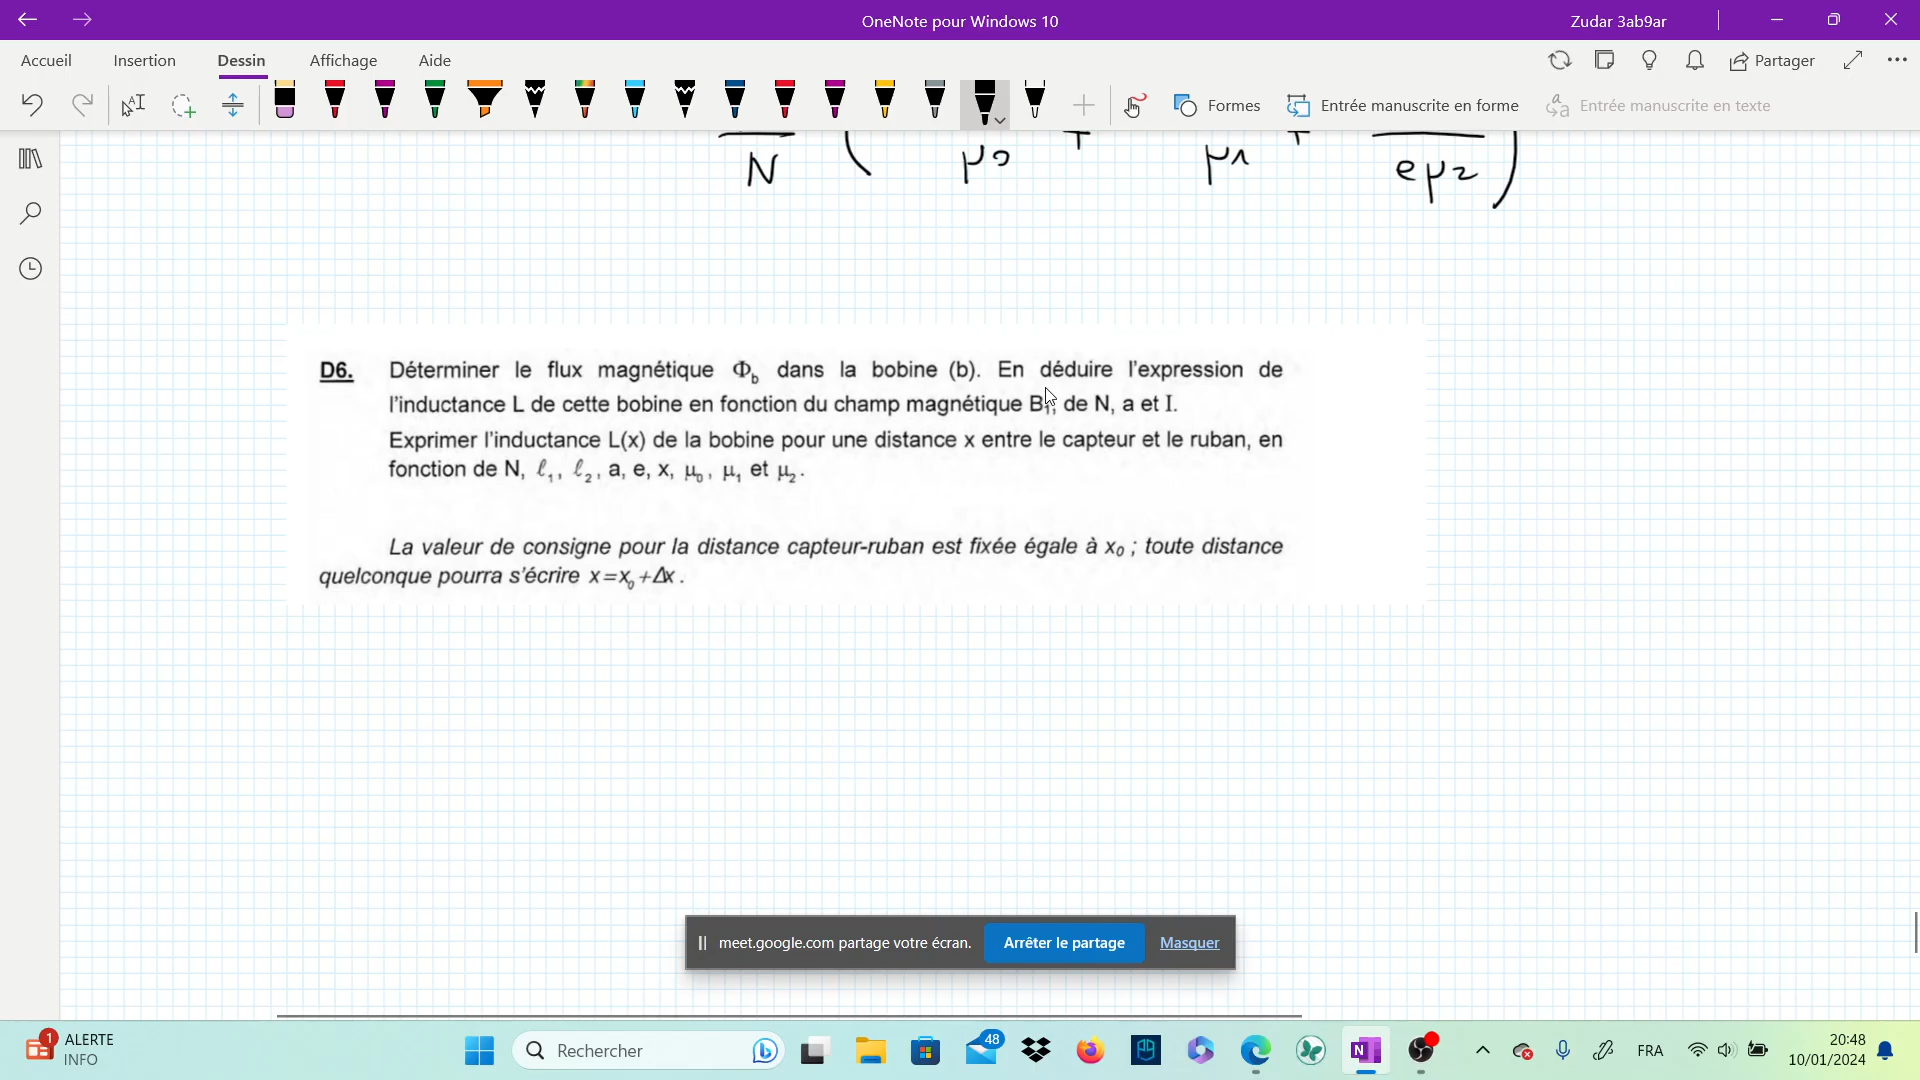 OneNote pour Windows 10
Zudar 3ab9ar
Accueil Insertion Dessin Affichage Aide
Partager
Formes Entrée manuscrite en forme Entrée manuscrite en texte
N ( μ0 + μ1 + eμ2 )
D6. Déterminer le flux magnétique Φb dans la bobine (b). En déduire l'expression de
l'inductance L de cette bobine en fonction du champ magnétique B1, de N, a et I.
Exprimer l'inductance L(x) de la bobine pour une distance x entre le capteur et le ruban, en
fonction de N, ℓ1, ℓ2, a, e, x, μ0, μ1 et μ2.
La valeur de consigne pour la distance capteur-ruban est fixée égale à x0 ; toute distance
quelconque pourra s'écrire x=x0+Δx.
meet.google.com partage votre écran. Arrêter le partage Masquer
1 ALERTE
INFO
Rechercher
48
FRA
20:48
10/01/2024